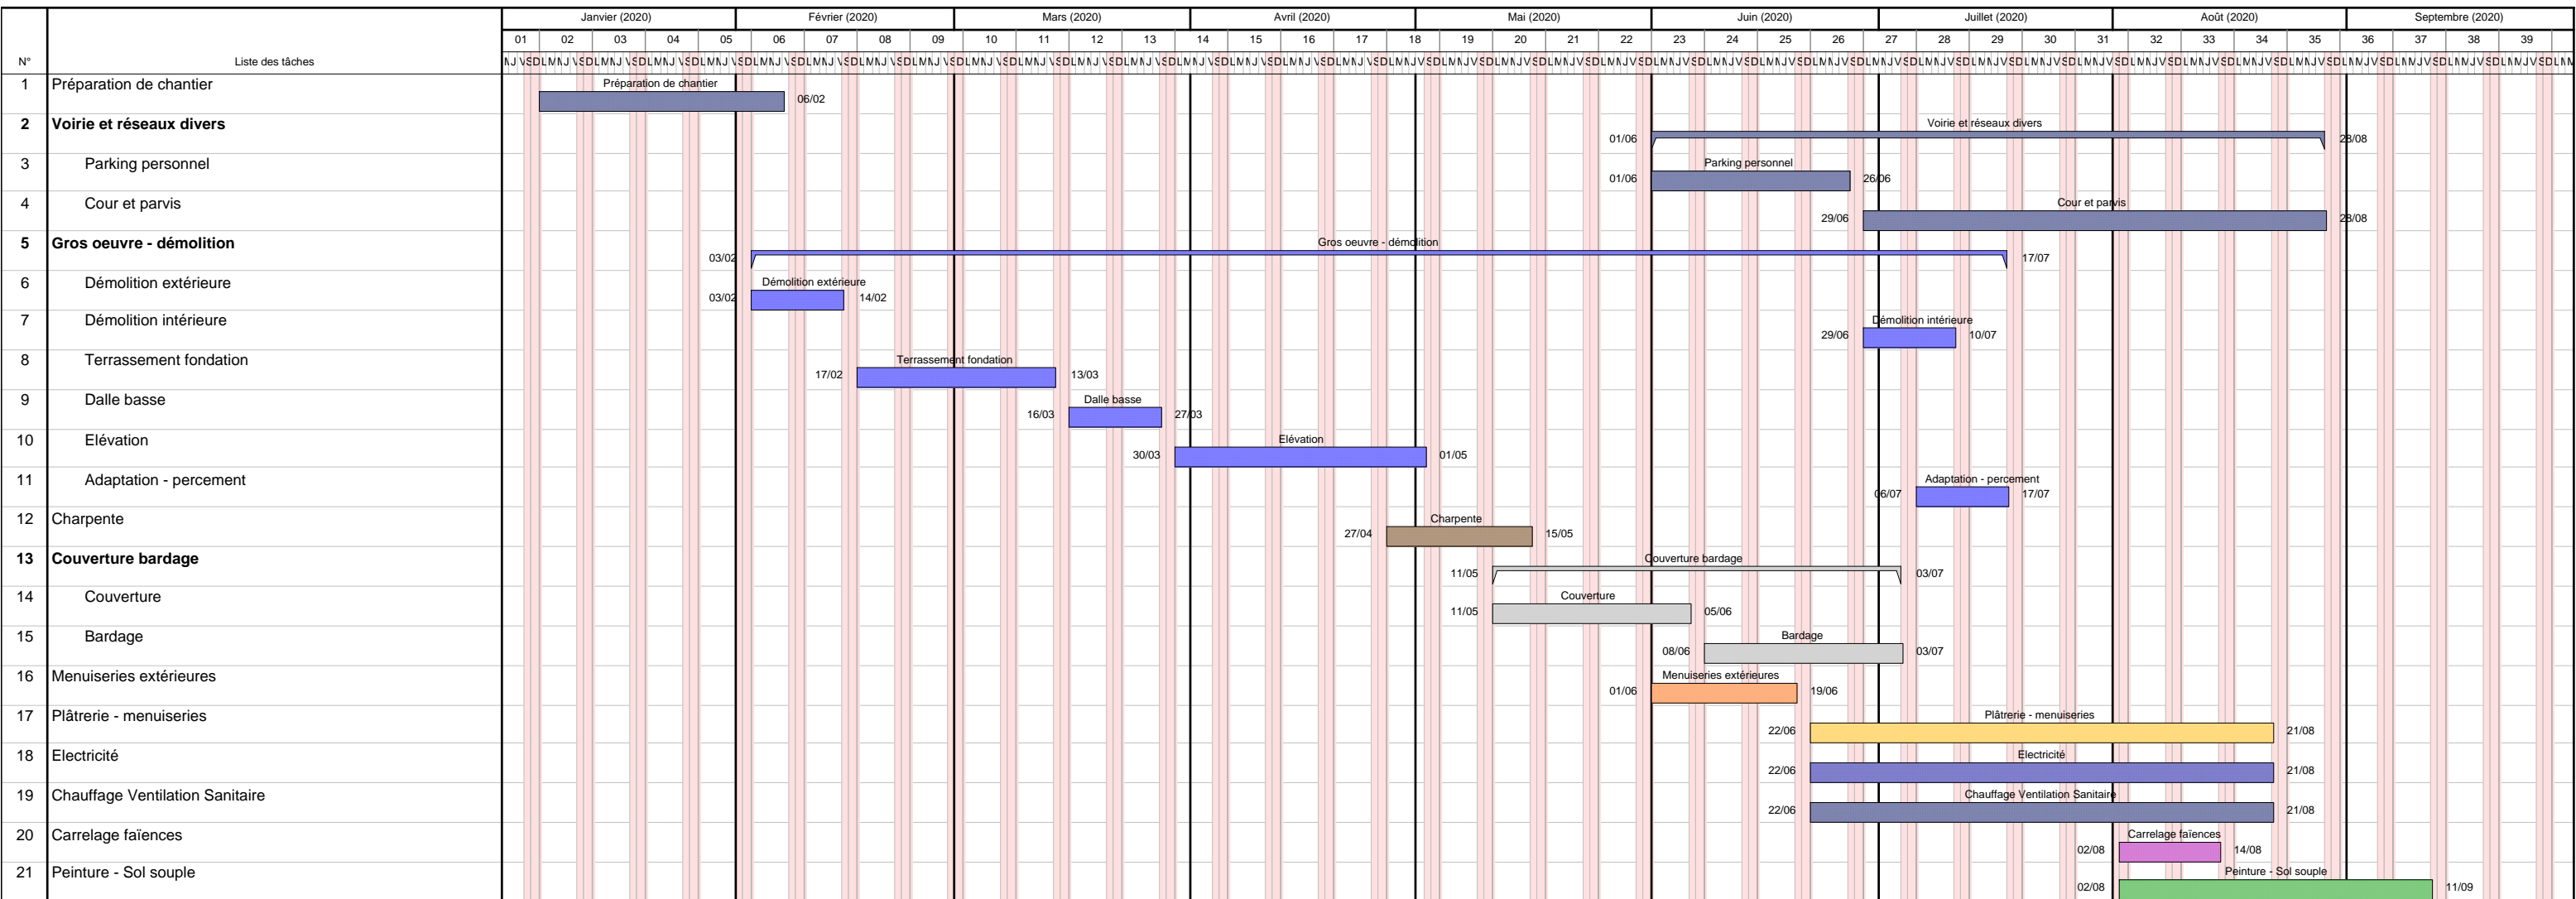 Janvier (2020) Février (2020) Mars (2020) Avril (2020) Mai (2020) Juin (2020) Juillet (2020) Août (2020) Septembre (2020)
01 02 03 04 05 06 07 08 09 10 11 12 13 14 15 16 17 18 19 20 21 22 23 24 25 26 27 28 29 30 31 32 33 34 35 36 37 38 39
N° Liste des tâches
1 Préparation de chantier Préparation de chantier 06/02
2 Voirie et réseaux divers 01/06 Voirie et réseaux divers 28/08
3 Parking personnel 01/06 Parking personnel 26/06
4 Cour et parvis 29/06 Cour et parvis 28/08
5 Gros oeuvre - démolition 03/02 Gros oeuvre - démolition 17/07
6 Démolition extérieure 03/02 Démolition extérieure 14/02
7 Démolition intérieure 29/06 Démolition intérieure 10/07
8 Terrassement fondation 17/02 Terrassement fondation 13/03
9 Dalle basse 16/03 Dalle basse 27/03
10 Elévation 30/03 Elévation 01/05
11 Adaptation - percement 06/07 Adaptation - percement 17/07
12 Charpente 27/04 Charpente 15/05
13 Couverture bardage 11/05 Couverture bardage 03/07
14 Couverture 11/05 Couverture 05/06
15 Bardage 08/06 Bardage 03/07
16 Menuiseries extérieures 01/06 Menuiseries extérieures 19/06
17 Plâtrerie - menuiseries 22/06 Plâtrerie - menuiseries 21/08
18 Electricité 22/06 Electricité 21/08
19 Chauffage Ventilation Sanitaire 22/06 Chauffage Ventilation Sanitaire 21/08
20 Carrelage faïences 02/08 Carrelage faïences 14/08
21 Peinture - Sol souple 02/08 Peinture - Sol souple 11/09